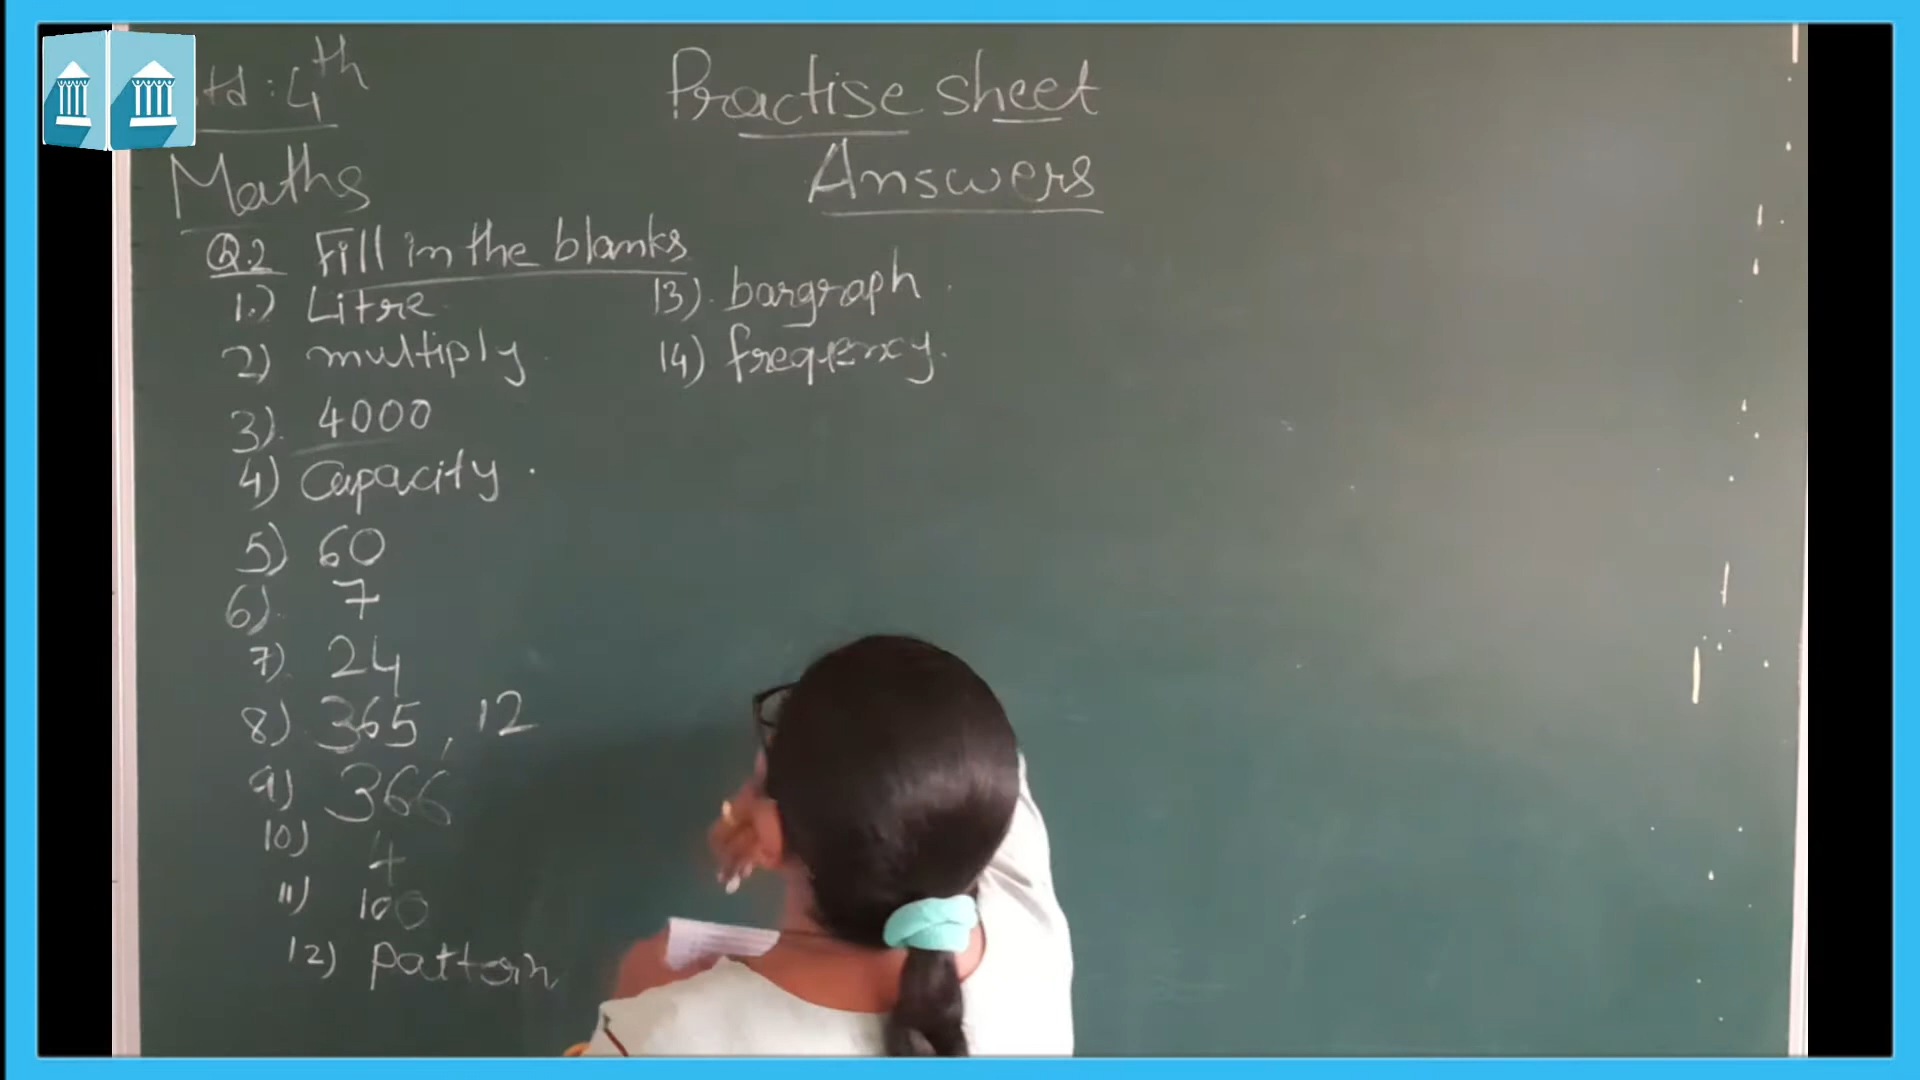 td : 4th
Practise sheet
Maths
Answers
Q.2 Fill in the blanks
1.) Litre
2) multiply
3). 4000
4) Capacity.
5) 60
6). 7
7). 24
8) 365, 12
9) 366
10) 4
11) 100
12) pattern
13). bargraph.
14) frequency.